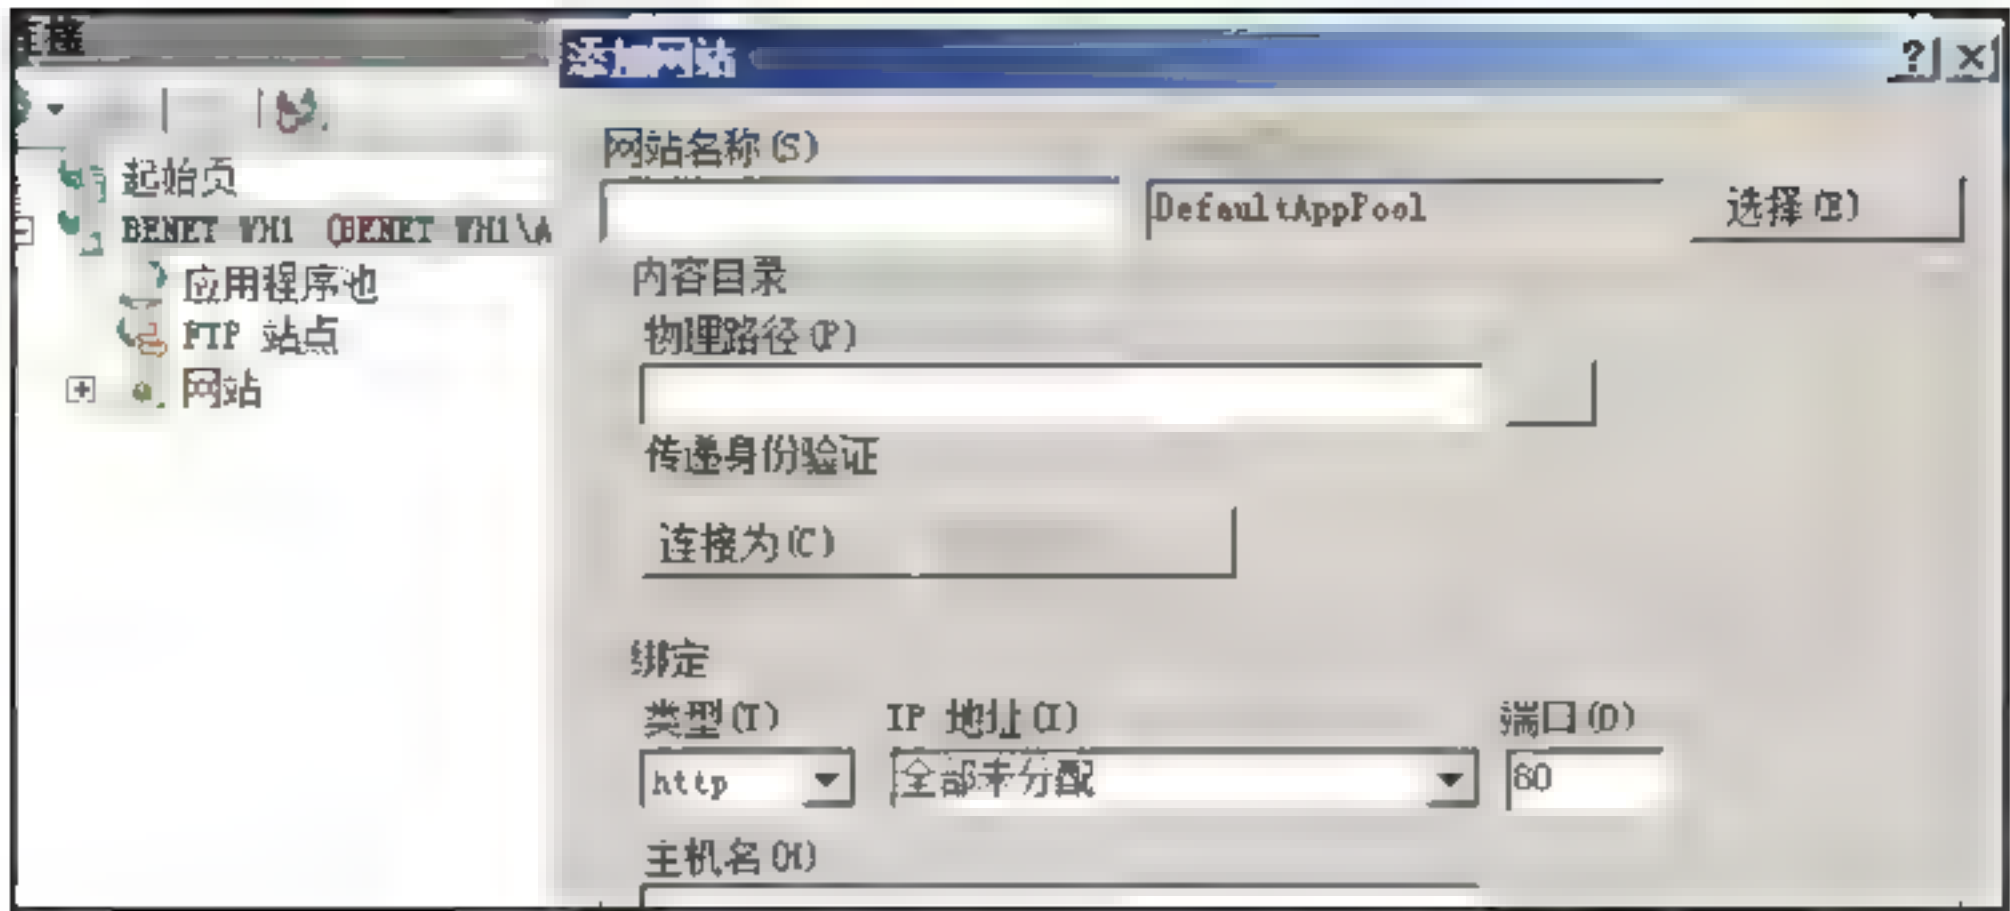 连接
起始页
BENET WH1 (BENET WH1\A
应用程序池
FTP 站点
网站
添加网站
网站名称(S)
DefaultAppPool 选择(E)
内容目录
物理路径(P)
传递身份验证
连接为(C)
绑定
类型(T) IP 地址(I) 端口(O)
http 全部未分配 80
主机名(H)